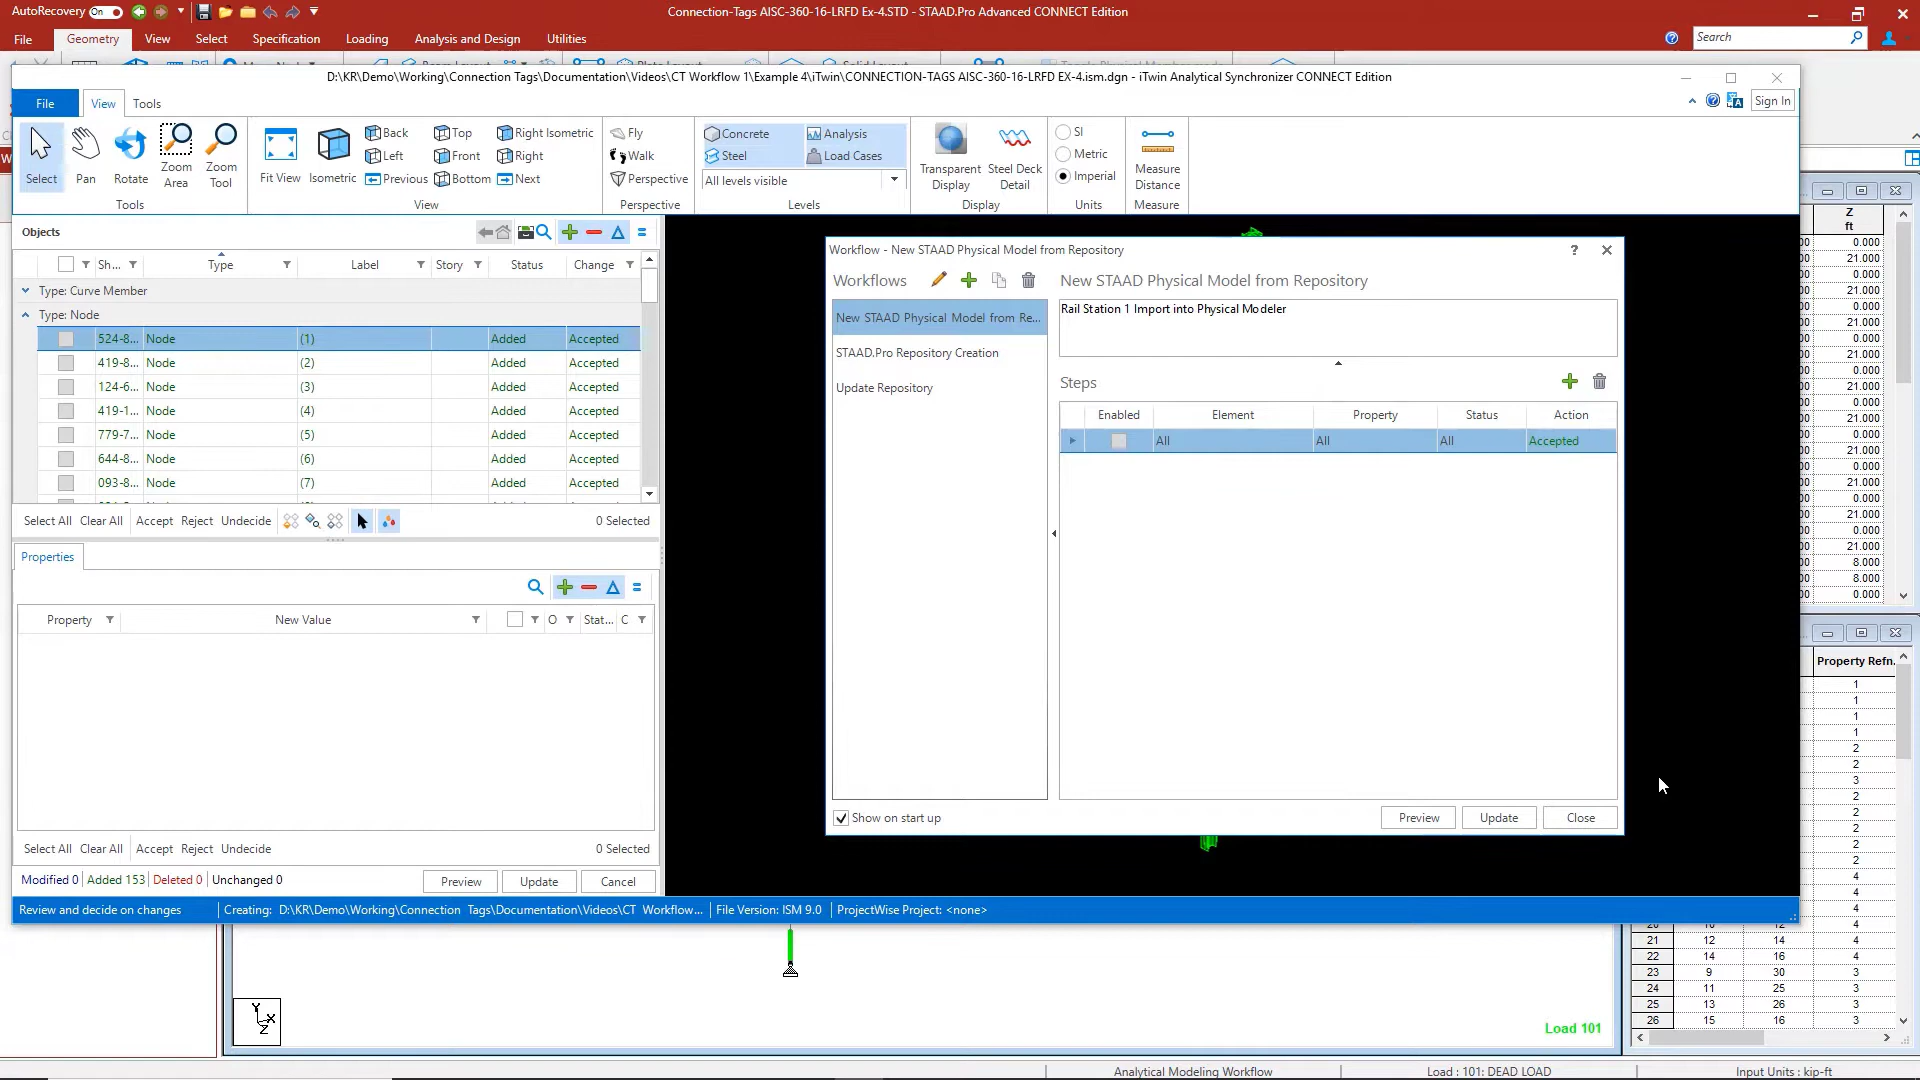 AutoRecovery On
Connection-Tags AISC-360-16-LRFD Ex-4.STD - STAAD.Pro Advanced CONNECT Edition
File Geometry View Select Specification Loading Analysis and Design Utilities
Search
D:\KR\Demo\Working\Connection Tags\Documentation\Videos\CT Workflow 1\Example 4\iTwin\CONNECTION-TAGS AISC-360-16-LRFD EX-4.ism.dgn - iTwin Analytical Synchronizer CONNECT Edition
File View Tools
Sign In
Select Pan Rotate Zoom Area Zoom Tool
Tools
Fit View Isometric
Back Top Right Isometric
Left Front Right
Previous Bottom Next
View
Fly
Walk
Perspective
Perspective
Concrete Analysis
Steel Load Cases
All levels visible
Levels
Transparent Display Steel Deck Detail
Display
SI
Metric
Imperial
Units
Measure Distance
Measure
Objects
Sh... Type Label Story Status Change
Type: Curve Member
Type: Node
524-8... Node (1) Added Accepted
419-8... Node (2) Added Accepted
124-6... Node (3) Added Accepted
419-1... Node (4) Added Accepted
779-7... Node (5) Added Accepted
644-8... Node (6) Added Accepted
093-8... Node (7) Added Accepted
Select All Clear All Accept Reject Undecide 0 Selected
Properties
Property New Value O Stat... C
Select All Clear All Accept Reject Undecide 0 Selected
Modified 0 Added 153 Deleted 0 Unchanged 0
Preview Update Cancel
Review and decide on changes Creating: D:\KR\Demo\Working\Connection Tags\Documentation\Videos\CT Workflow... File Version: ISM 9.0 ProjectWise Project: <none>
Workflow - New STAAD Physical Model from Repository
Workflows
New STAAD Physical Model from Re...
STAAD.Pro Repository Creation
Update Repository
New STAAD Physical Model from Repository
Rail Station 1 Import into Physical Modeler
Steps
Enabled Element Property Status Action
All All All Accepted
Show on start up
Preview Update Close
Z
ft
0.000
21.000
0.000
21.000
0.000
21.000
0.000
21.000
0.000
21.000
0.000
21.000
0.000
21.000
0.000
21.000
0.000
21.000
0.000
21.000
8.000
8.000
0.000
Property Refn.
1
1
1
1
2
2
3
2
2
2
2
2
4
4
4
21 12 14 4
22 14 16 4
23 9 30 3
24 11 25 3
25 13 26 3
26 15 16 3
Y
X
Z
Load 101
Analytical Modeling Workflow Load : 101: DEAD LOAD Input Units : kip-ft